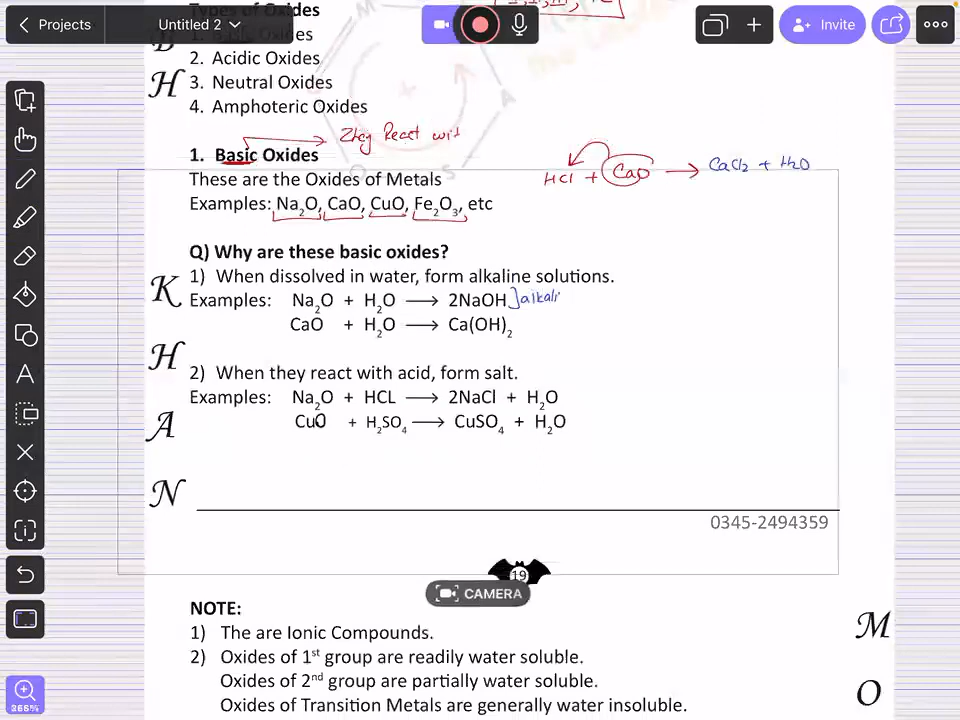 Types of Oxides
Projects
Untitled 2
Invite
2. Acidic Oxides
H
3. Neutral Oxides
4. Amphoteric Oxides
They React wit
1. Basic Oxides
HCl + CaO → CaCl2 + H2O
These are the Oxides of Metals
Examples: Na₂O, CaO, CuO, Fe₂O₃, etc
Q) Why are these basic oxides?
1) When dissolved in water, form alkaline solutions.
K
Examples: Na₂O + H₂O ⟶ 2NaOH ]alkali
CaO + H₂O ⟶ Ca(OH)₂
H
2) When they react with acid, form salt.
Examples: Na₂O + HCL ⟶ 2NaCl + H₂O
A
CuO + H₂SO₄ ⟶ CuSO₄ + H₂O
N
0345-2494359
19
CAMERA
NOTE:
1) The are Ionic Compounds.
M
2) Oxides of 1ˢᵗ group are readily water soluble.
Oxides of 2ⁿᵈ group are partially water soluble.
O
Oxides of Transition Metals are generally water insoluble.